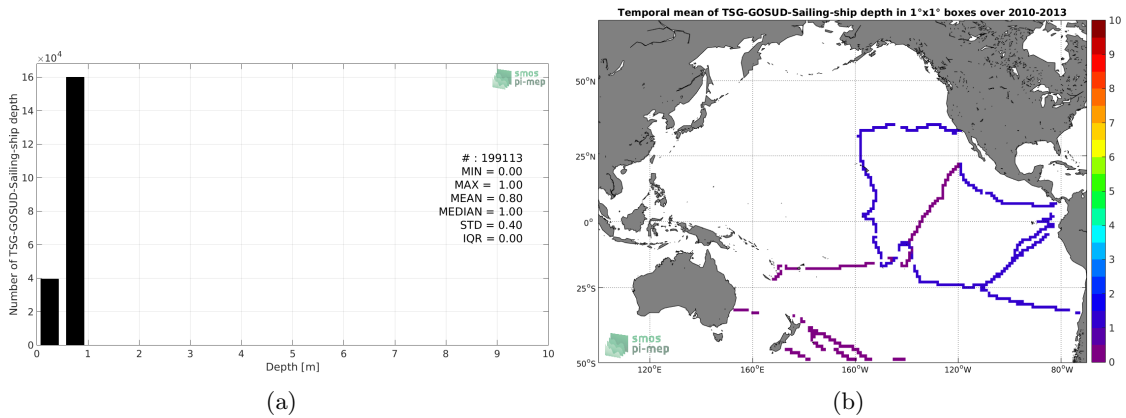 ×10⁴
16
14
12
10
8
6
4
2
0
Number of TSG-GOSUD-Sailing-ship depth
smos
pi-mep
# : 199113
MIN = 0.00
MAX = 1.00
MEAN = 0.80
MEDIAN = 1.00
STD = 0.40
IQR = 0.00
0 1 2 3 4 5 6 7 8 9 10
Depth [m]
(a)
Temporal mean of TSG-GOSUD-Sailing-ship depth in 1°x1° boxes over 2010-2013
50°N
25°N
0°
25°S
50°S
smos
pi-mep
120°E 160°E 160°W 120°W 80°W
10
9
8
7
6
5
4
3
2
1
0
(b)